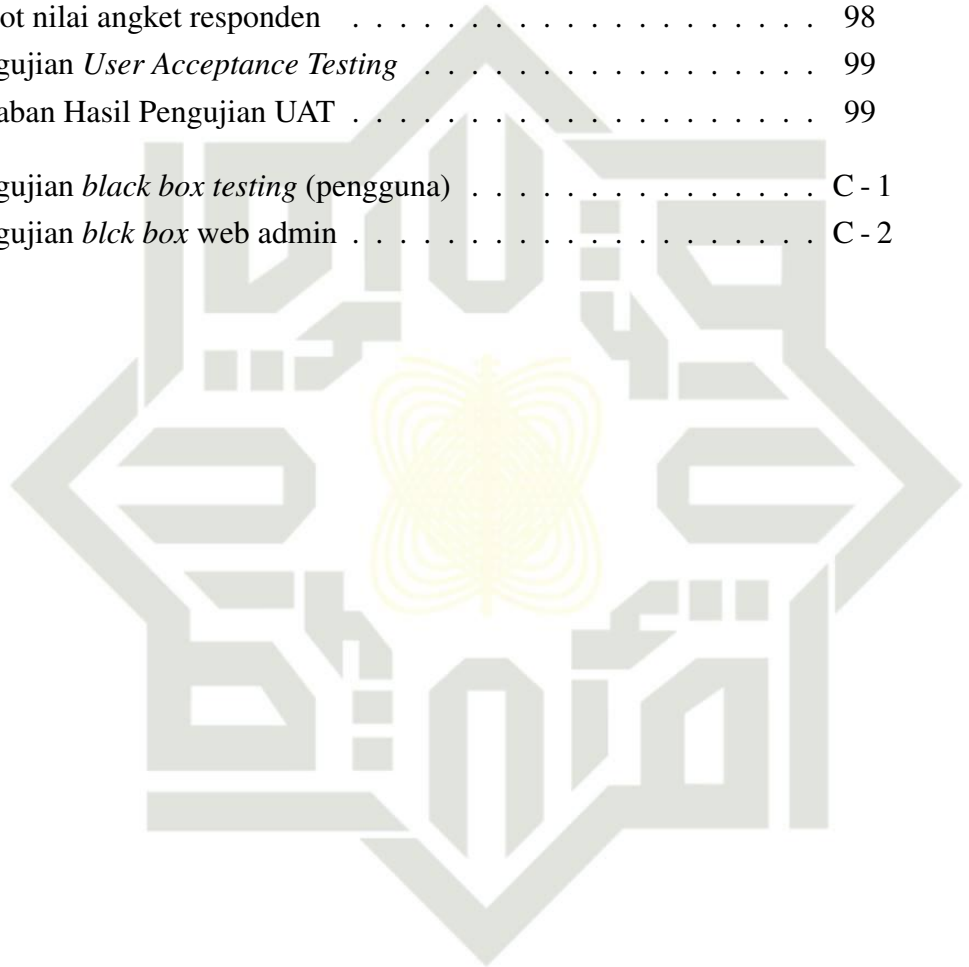 ot nilai angket responden . . . . . . . . . . . . . . . . . . . . 98
gujian User Acceptance Testing . . . . . . . . . . . . . . . . . 99
aban Hasil Pengujian UAT . . . . . . . . . . . . . . . . . . . . 99
gujian black box testing (pengguna) . . . . . . . . . . . . . . . C - 1
gujian blck box web admin . . . . . . . . . . . . . . . . . . . . C - 2